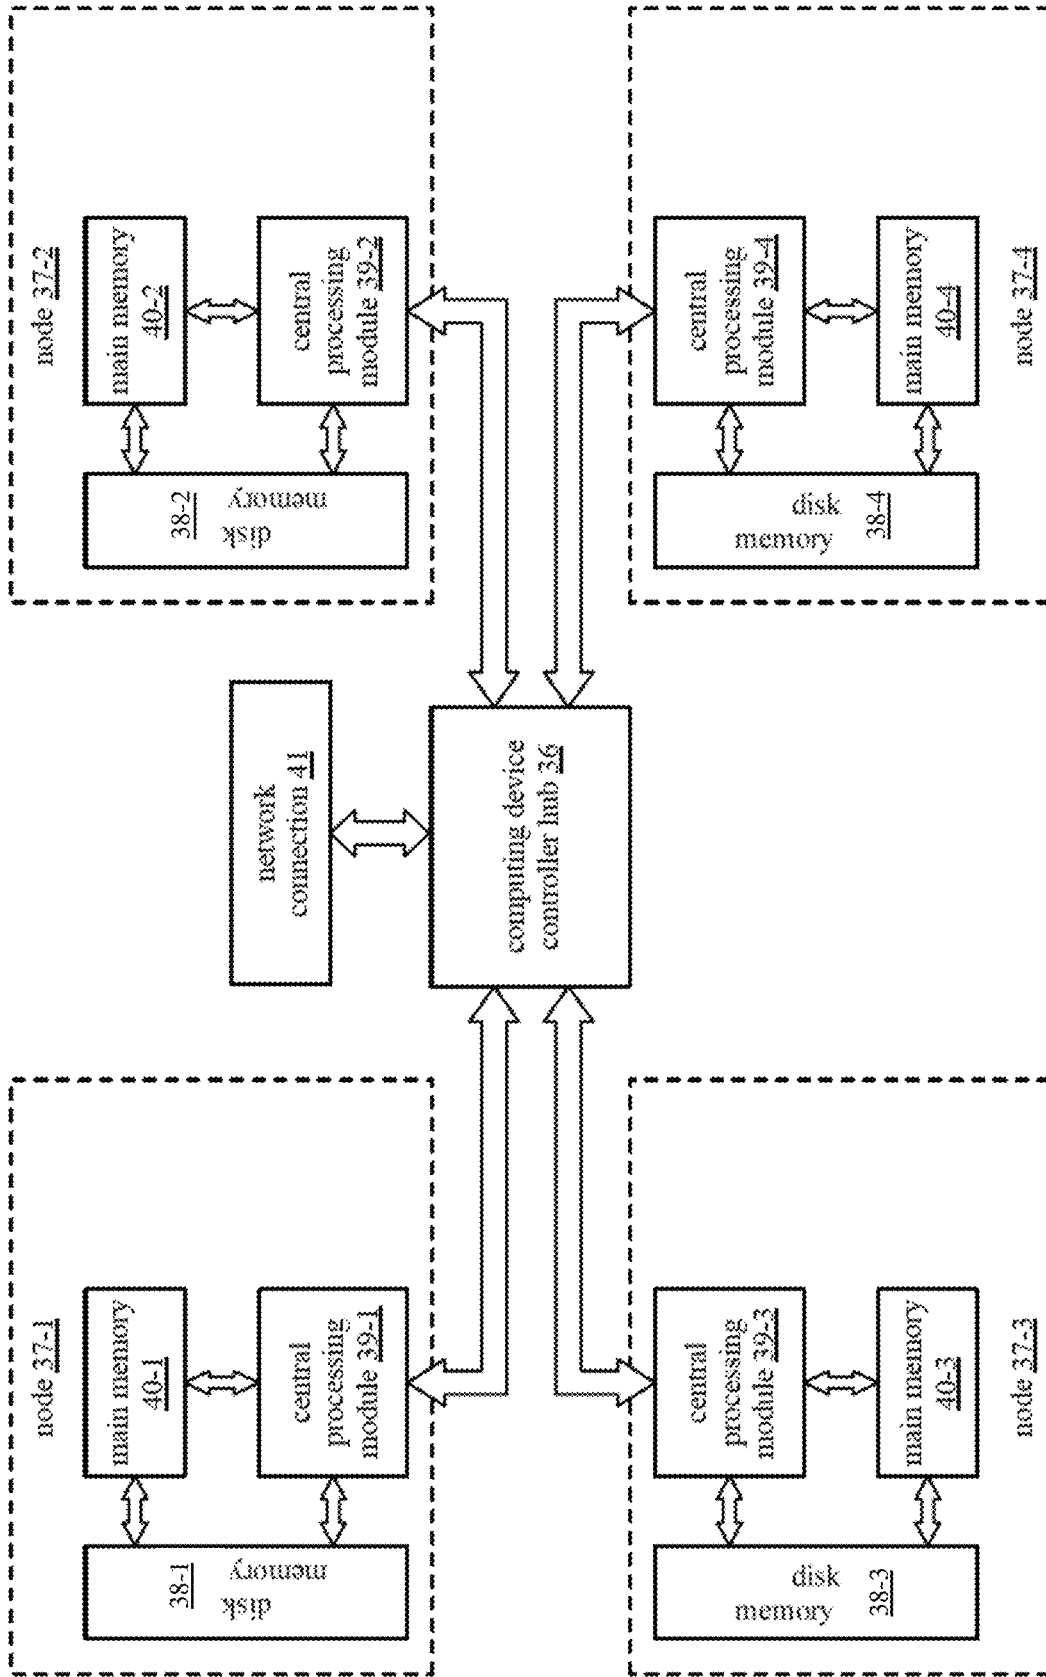 node 37-1
main memory
40-1
central
processing
module 39-1
disk
memory
38-1
node 37-2
main memory
40-2
central
processing
module 39-2
disk
memory
38-2
network
connection 41
computing device
controller hub 36
central
processing
module 39-3
main memory
40-3
disk
memory
38-3
node 37-3
central
processing
module 39-4
main memory
40-4
disk
memory
38-4
node 37-4